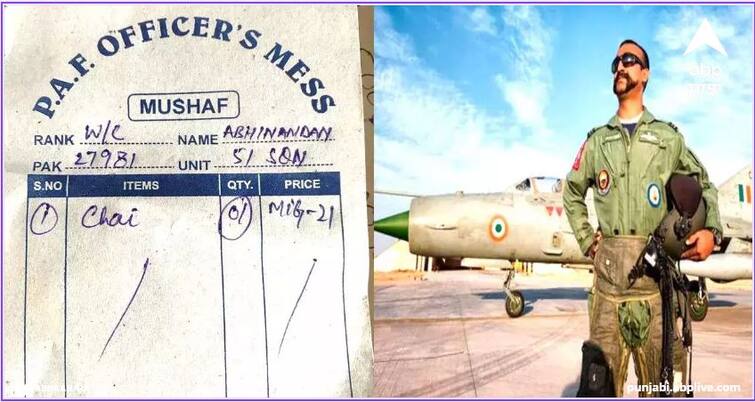 P.A.F. OFFICER'S MESS
MUSHAF
RANK W/C NAME ABHINANDAN
PAK 27981 UNIT 51 SQN
S.NO ITEMS QTY. PRICE
1 Chai 01 MiG-21
abp
punjabi.abplive.com